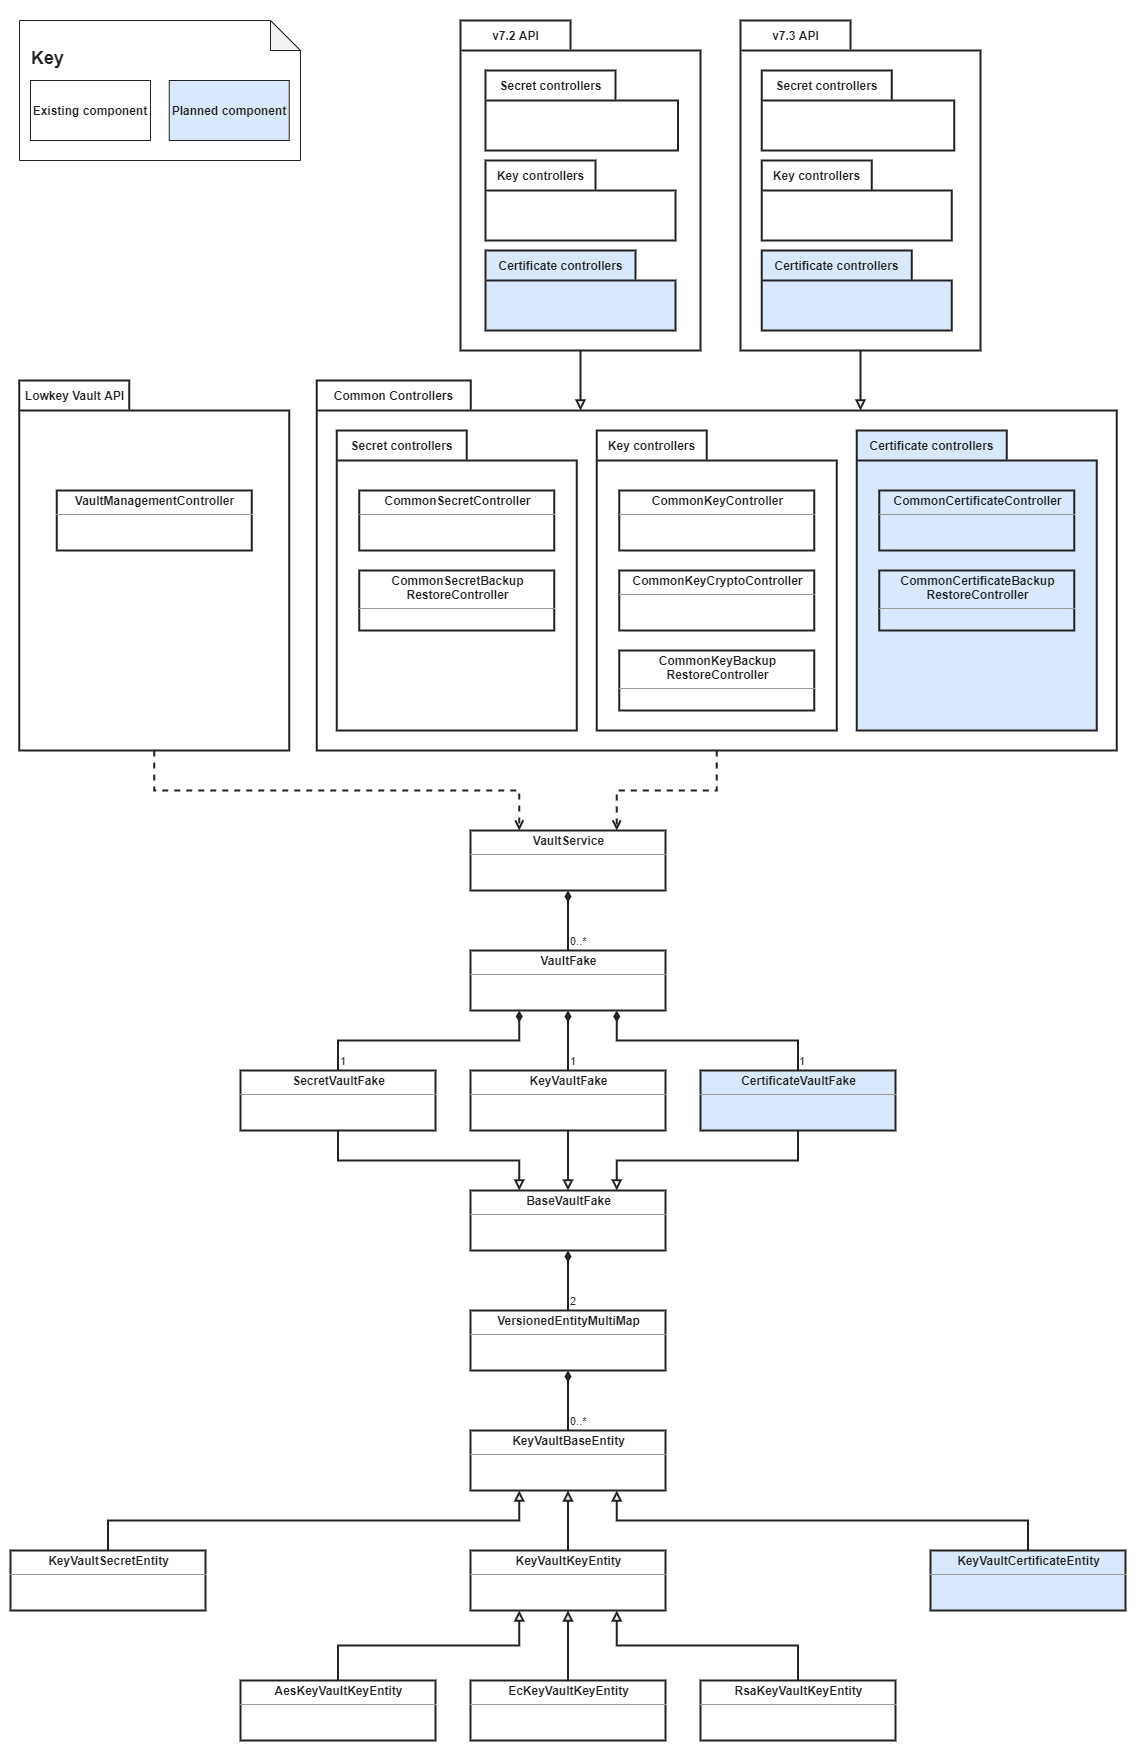 Key
Existing component
Planned component
v7.2 API
Secret controllers
Key controllers
Certificate controllers
v7.3 API
Secret controllers
Key controllers
Certificate controllers
Lowkey Vault API
VaultManagementController
Common Controllers
Secret controllers
CommonSecretController
CommonSecretBackup
RestoreController
Key controllers
CommonKeyController
CommonKeyCryptoController
CommonKeyBackup
RestoreController
Certificate controllers
CommonCertificateController
CommonCertificateBackup
RestoreController
VaultService
0..*
VaultFake
1
1
1
SecretVaultFake
KeyVaultFake
CertificateVaultFake
BaseVaultFake
2
VersionedEntityMultiMap
0..*
KeyVaultBaseEntity
KeyVaultSecretEntity
KeyVaultKeyEntity
KeyVaultCertificateEntity
AesKeyVaultKeyEntity
EcKeyVaultKeyEntity
RsaKeyVaultKeyEntity